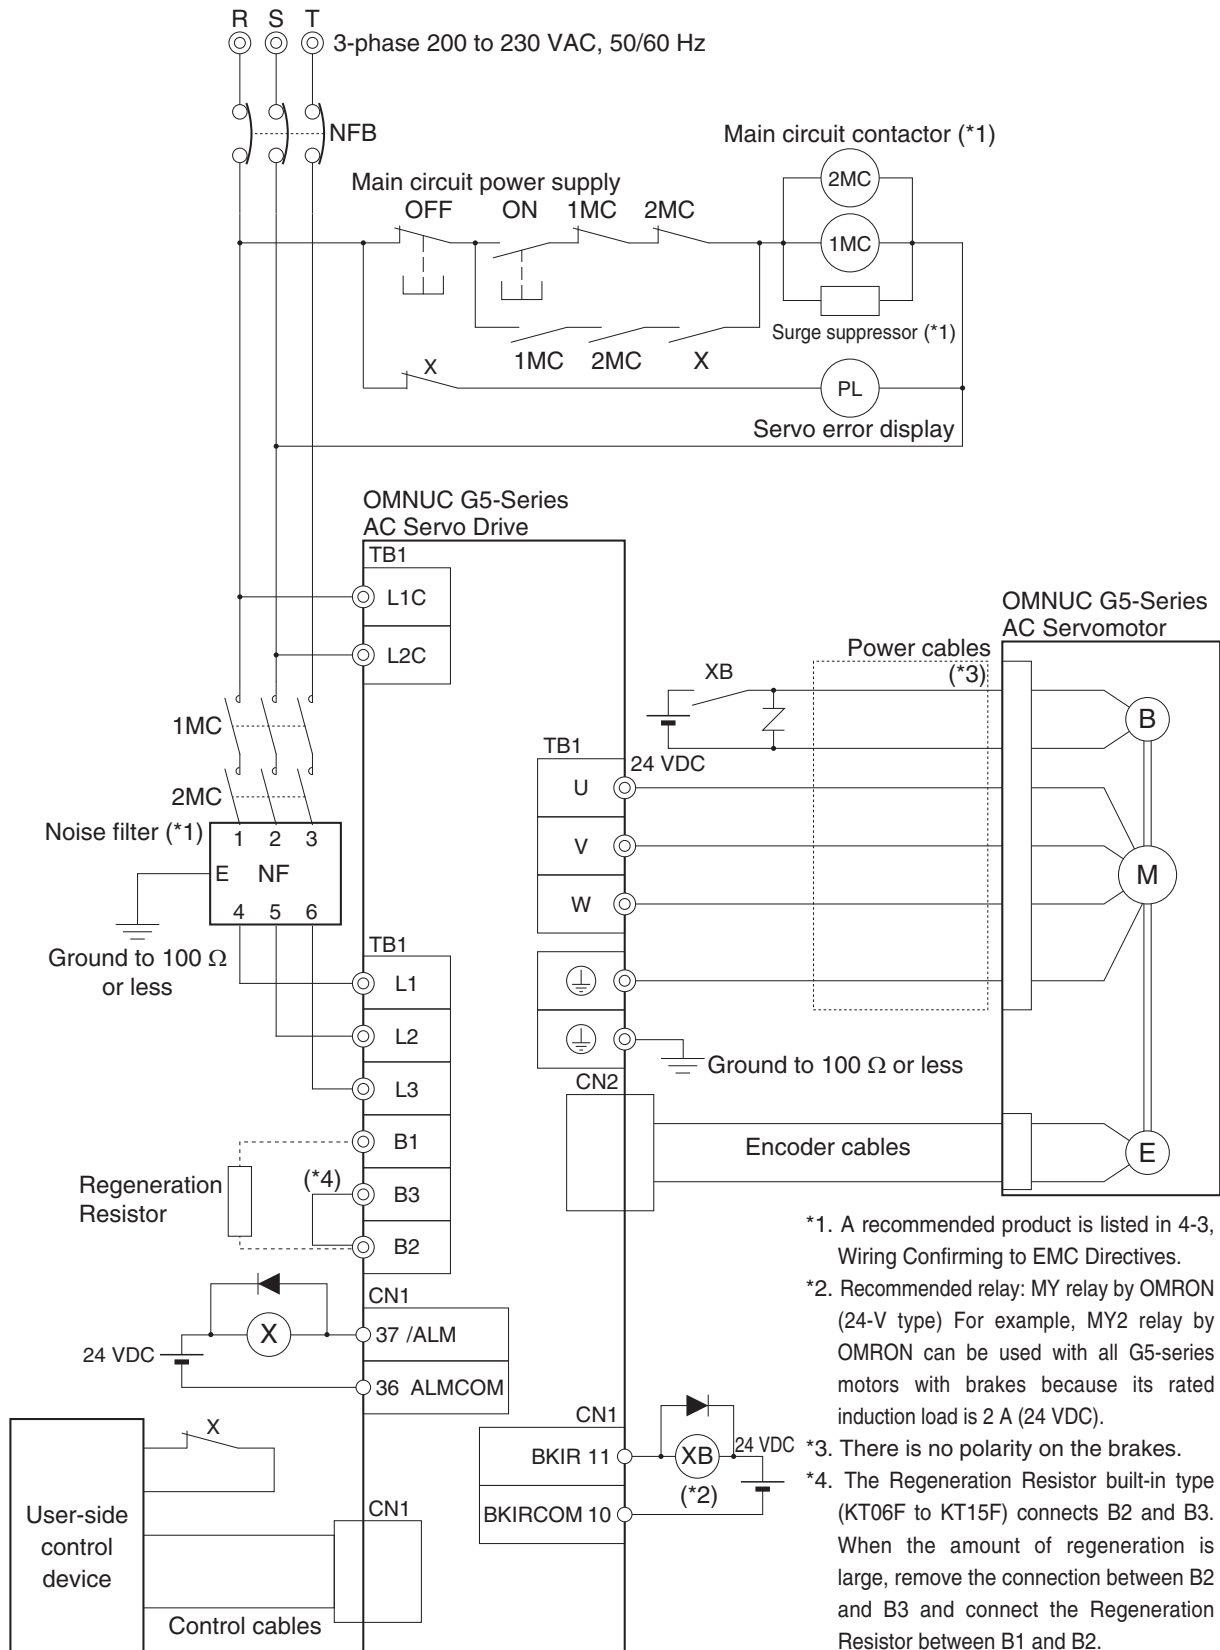 R S T
3-phase 200 to 230 VAC, 50/60 Hz
NFB
Main circuit contactor (*1)
2MC
Main circuit power supply
OFF ON 1MC 2MC
1MC
Surge suppressor (*1)
1MC 2MC X
X
PL
Servo error display
OMNUC G5-Series
AC Servo Drive
TB1
L1C
L2C
OMNUC G5-Series
AC Servomotor
Power cables
(*3)
XB
B
24 VDC
1MC
2MC
Noise filter (*1)
1 2 3
E NF
4 5 6
Ground to 100 Ω
or less
TB1
U
V
W
M
TB1
L1
L2
L3
B1
B3
B2
Ground to 100 Ω or less
CN2
Encoder cables
E
Regeneration
Resistor
(*4)
CN1
X
37 /ALM
24 VDC
36 ALMCOM
CN1
BKIR 11
XB
24 VDC
(*2)
BKIRCOM 10
X
User-side
control
device
CN1
Control cables
*1. A recommended product is listed in 4-3,
Wiring Confirming to EMC Directives.
*2. Recommended relay: MY relay by OMRON
(24-V type) For example, MY2 relay by
OMRON can be used with all G5-series
motors with brakes because its rated
induction load is 2 A (24 VDC).
*3. There is no polarity on the brakes.
*4. The Regeneration Resistor built-in type
(KT06F to KT15F) connects B2 and B3.
When the amount of regeneration is
large, remove the connection between B2
and B3 and connect the Regeneration
Resistor between B1 and B2.